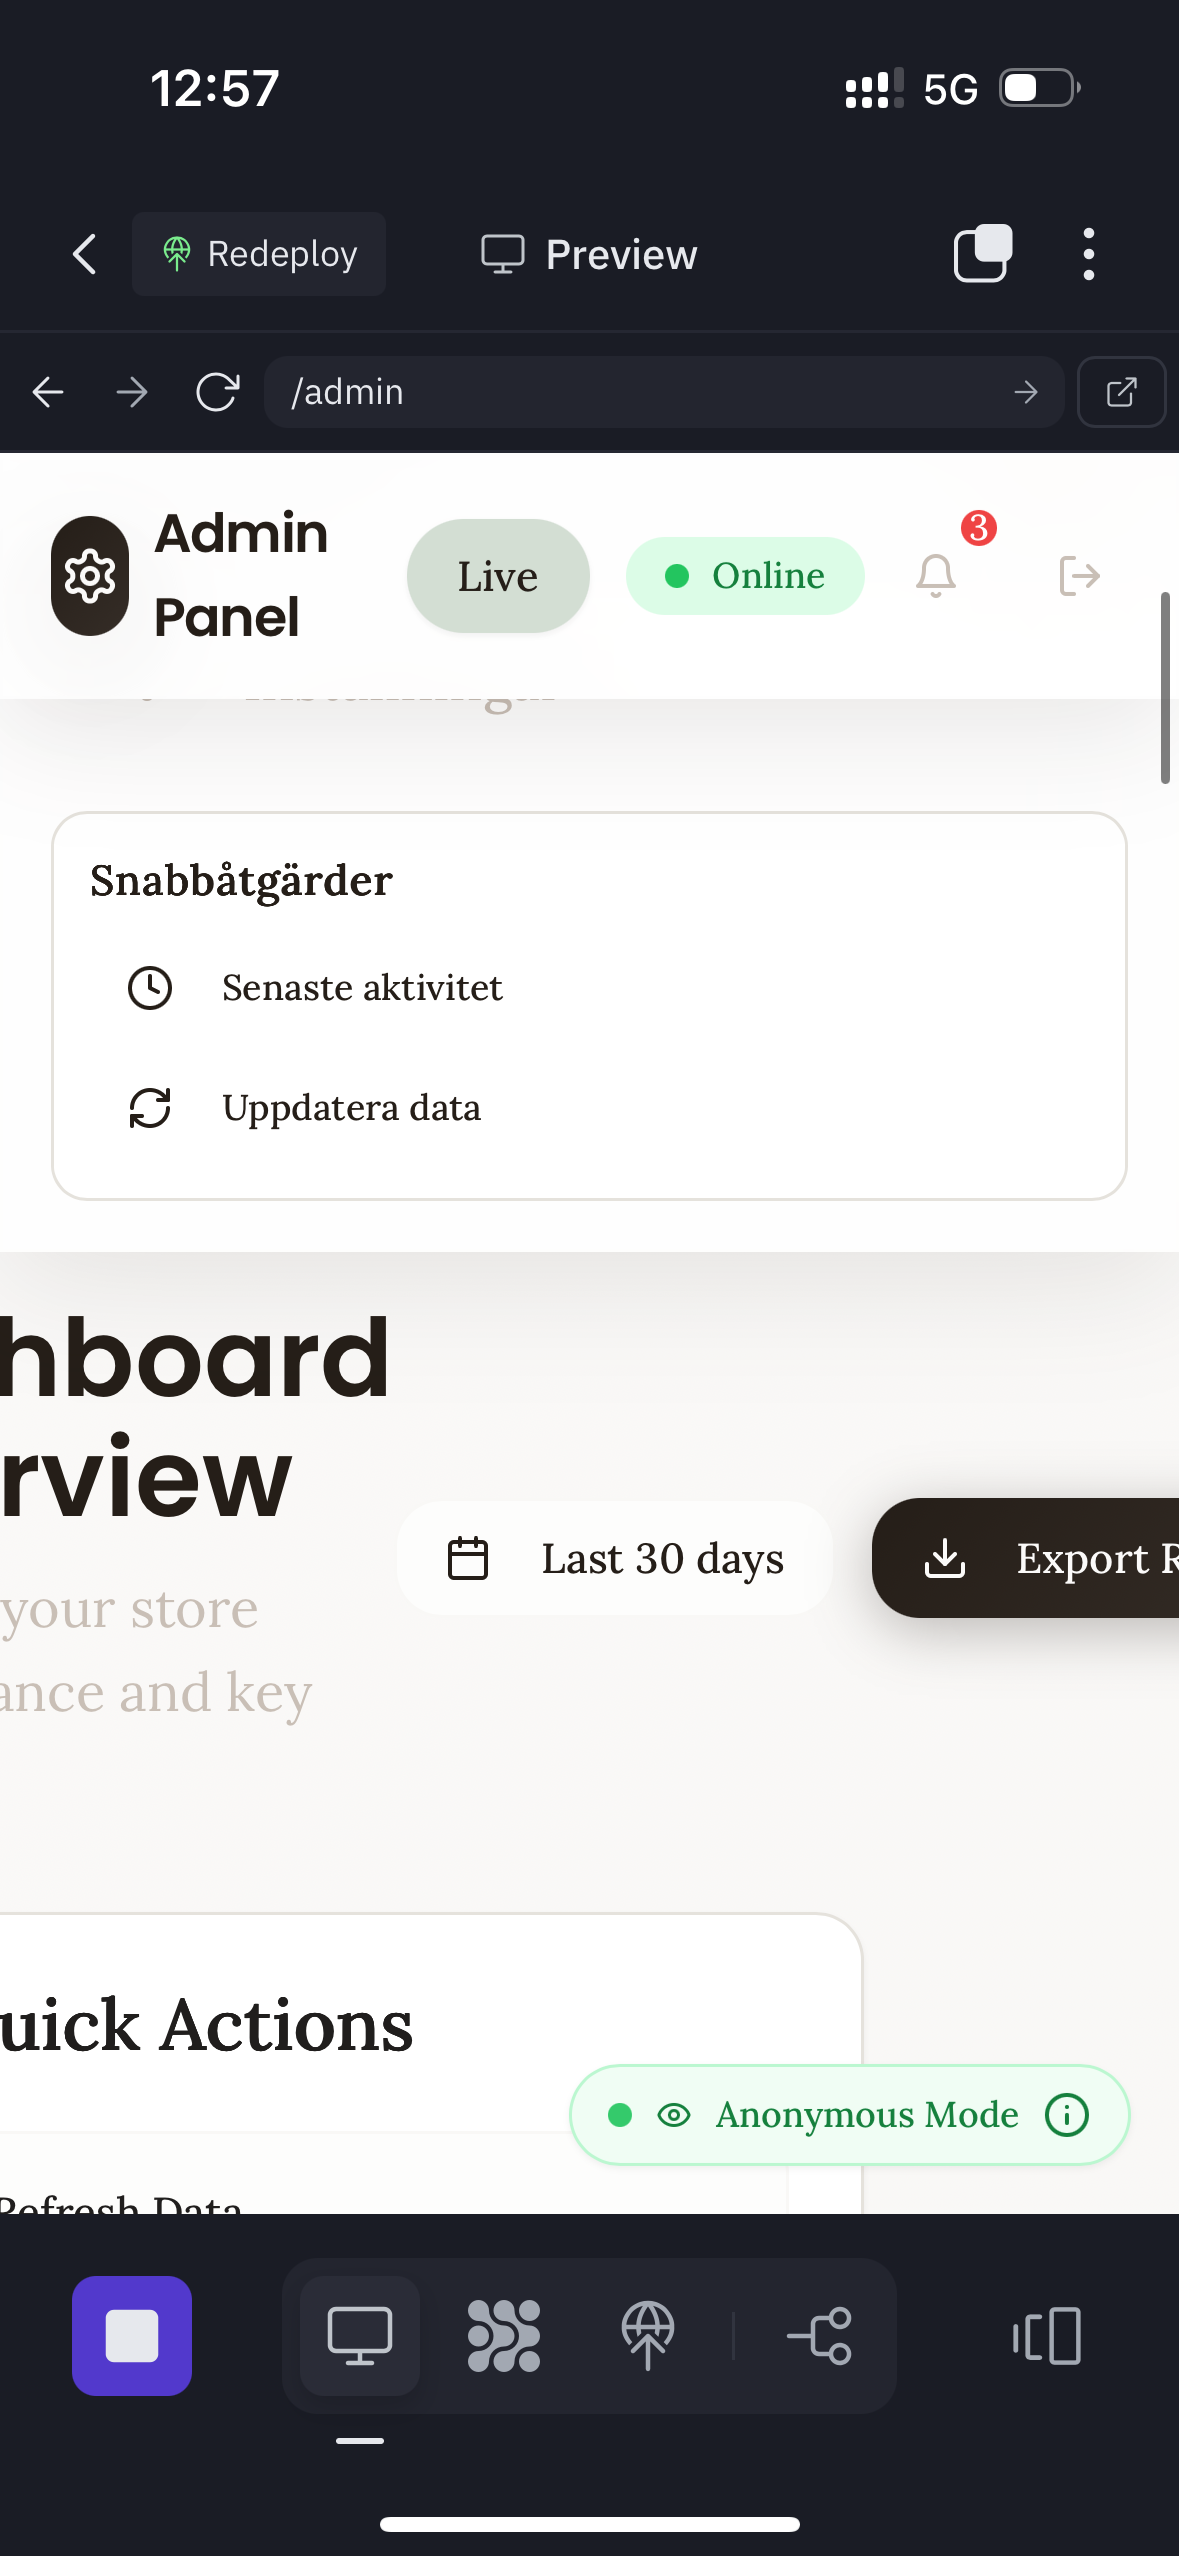 12:57
5G
Redeploy
Preview
/admin
Admin
Panel
Live
Online
3
Snabbåtgärder
Senaste aktivitet
Uppdatera data
hboard
rview
Last 30 days
Export R
your store
ance and key
uick Actions
Anonymous Mode
Refresh Data